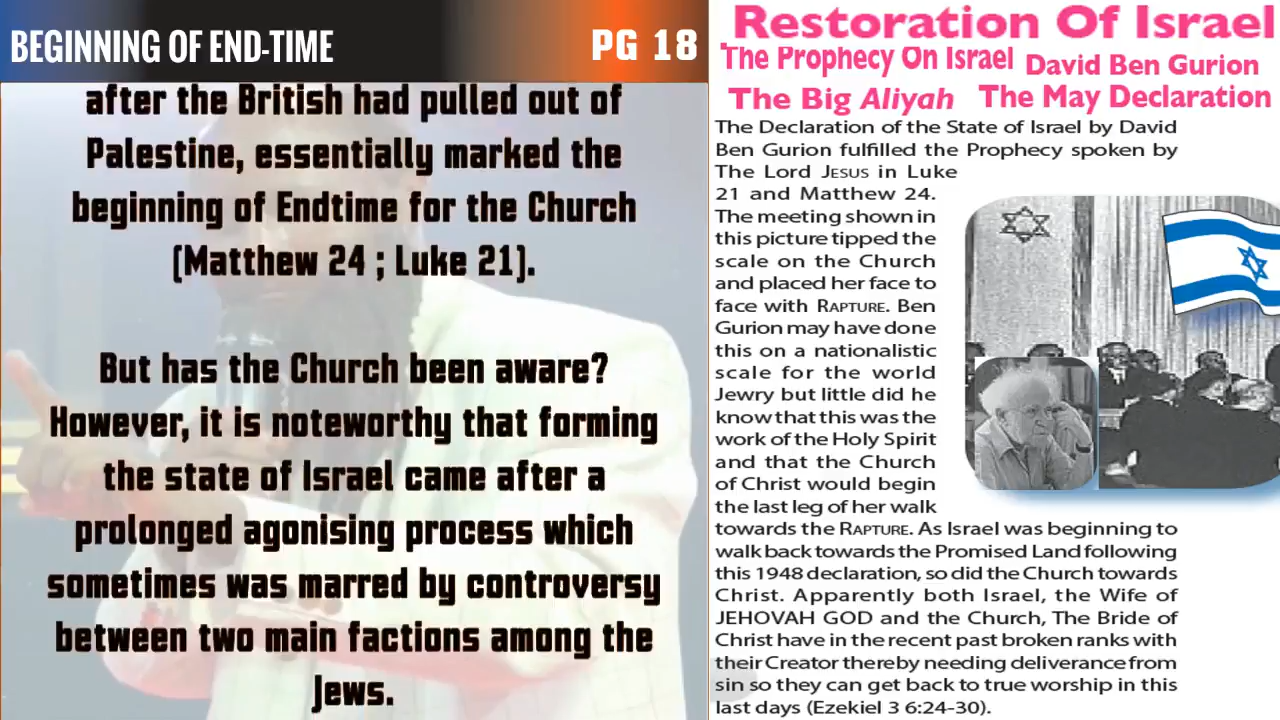 BEGINNING OF END-TIME
PG 18
after the British had pulled out of
Palestine, essentially marked the
beginning of Endtime for the Church
(Matthew 24 ; Luke 21).
But has the Church been aware?
However, it is noteworthy that forming
the state of Israel came after a
prolonged agonising process which
sometimes was marred by controversy
between two main factions among the
Jews.
Restoration Of Israel
The Prophecy On Israel
David Ben Gurion
The Big Aliyah
The May Declaration
The Declaration of the State of Israel by David
Ben Gurion fulfilled the Prophecy spoken by
The Lord JESUS in Luke
21 and Matthew 24.
The meeting shown in
this picture tipped the
scale on the Church
and placed her face to
face with RAPTURE. Ben
Gurion may have done
this on a nationalistic
scale for the world
Jewry but little did he
know that this was the
work of the Holy Spirit
and that the Church
of Christ would begin
the last leg of her walk
towards the RAPTURE. As Israel was beginning to
walk back towards the Promised Land following
this 1948 declaration, so did the Church towards
Christ. Apparently both Israel, the Wife of
JEHOVAH GOD and the Church, The Bride of
Christ have in the recent past broken ranks with
their Creator thereby needing deliverance from
sin so they can get back to true worship in this
last days (Ezekiel 3 6:24-30).